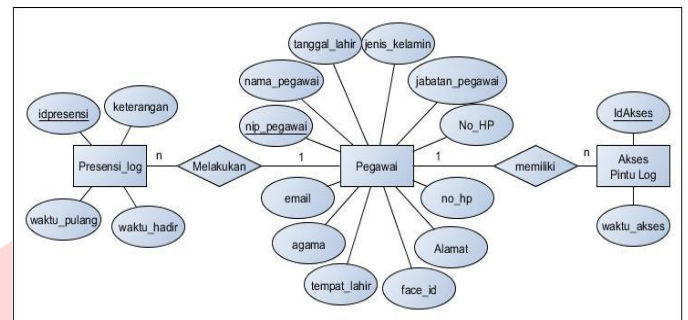 tanggal_lahir
jenis_kelamin
nama_pegawai
jabatan_pegawai
idpresensi
keterangan
nip_pegawai
No_HP
IdAkses
Presensi_log
n
Melakukan
1
Pegawai
1
memiliki
n
Akses
Pintu Log
email
no_hp
waktu_pulang
waktu_hadir
agama
Alamat
waktu_akses
tempat_lahir
face_id